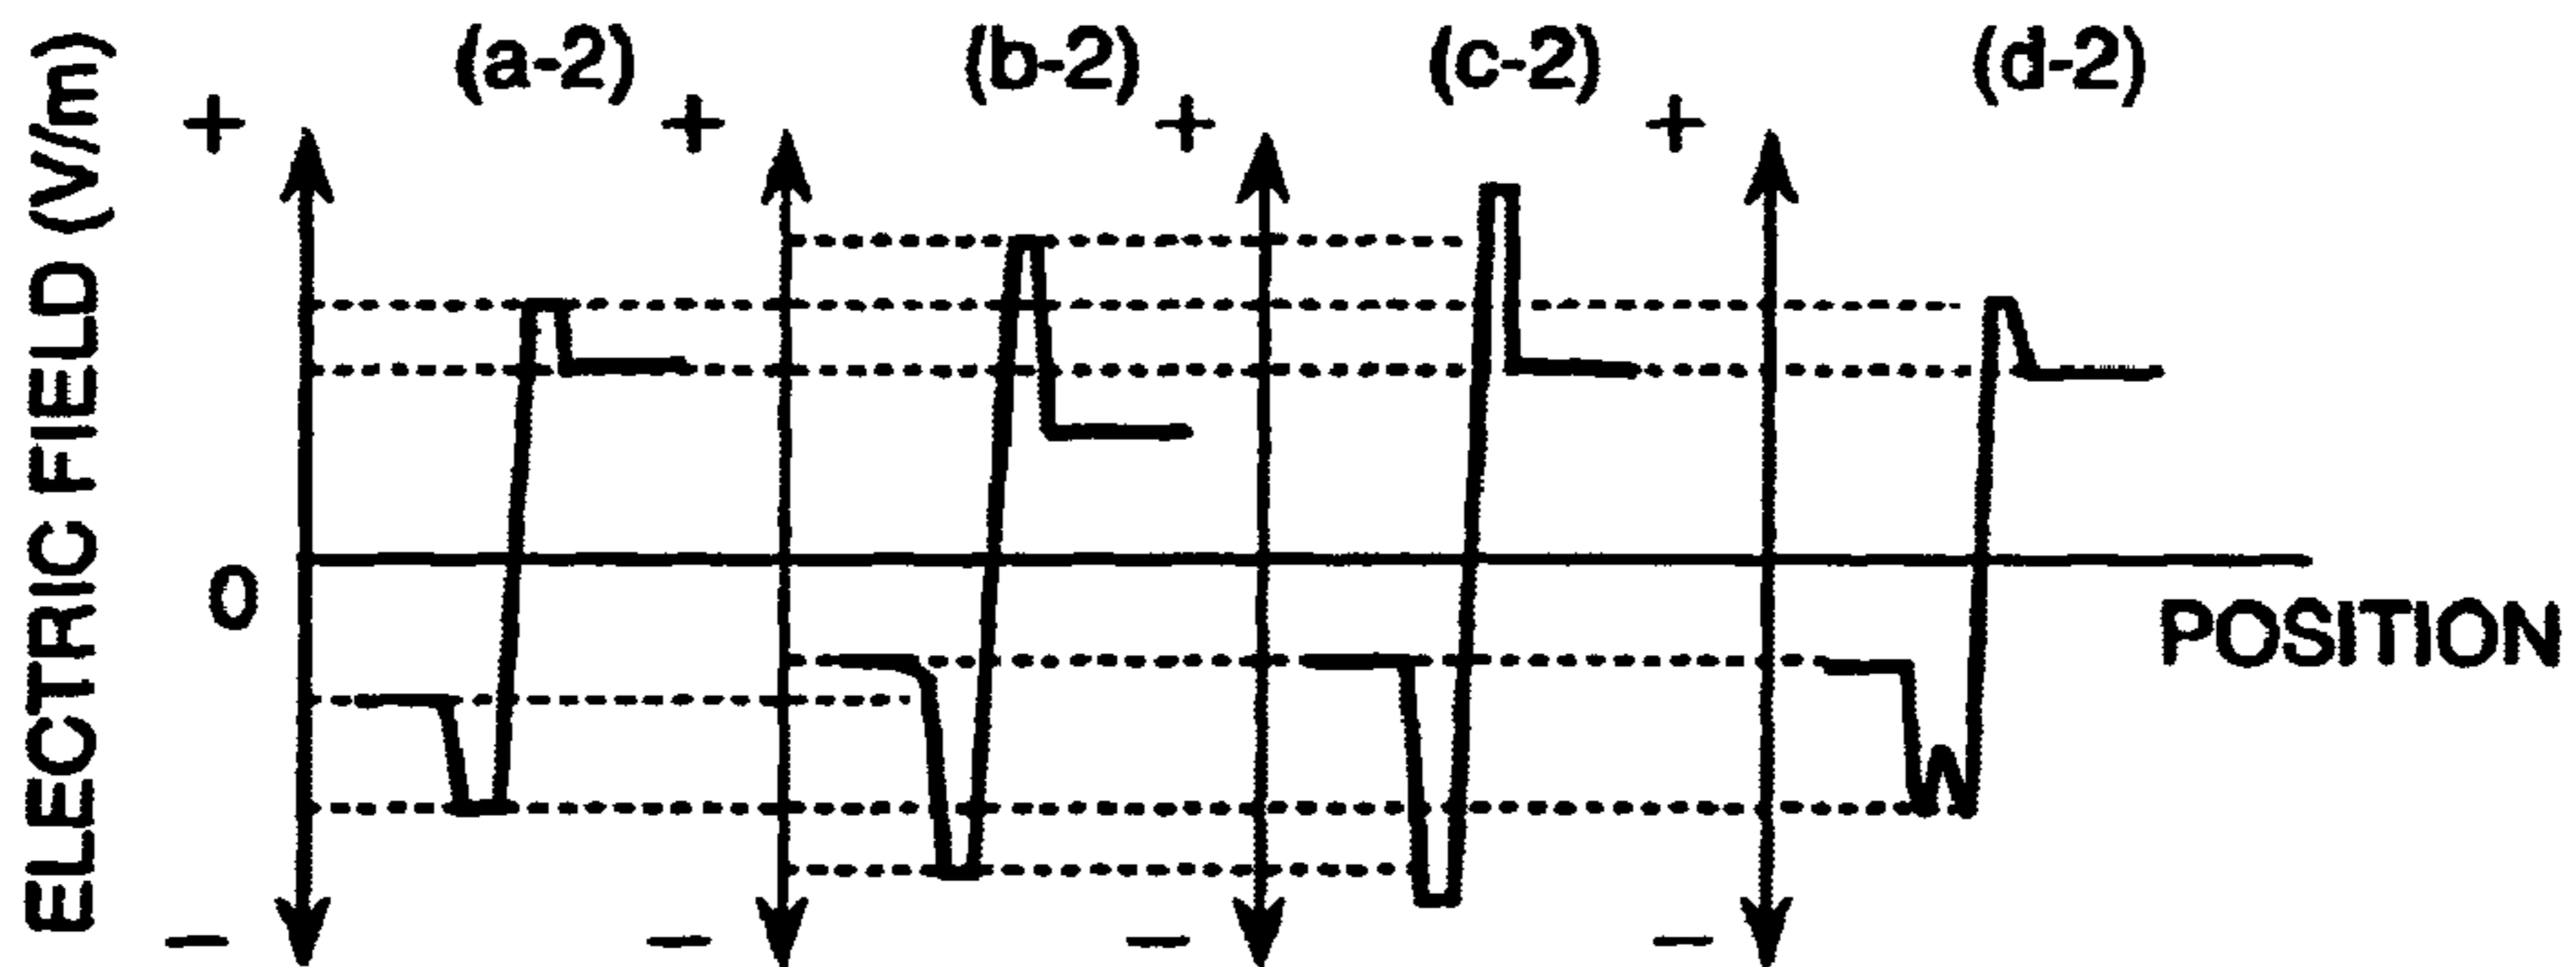 ELECTRIC FIELD (V/m)
(a-2) (b-2) (c-2) (d-2)
+ + + +
0
POSITION
− − − −